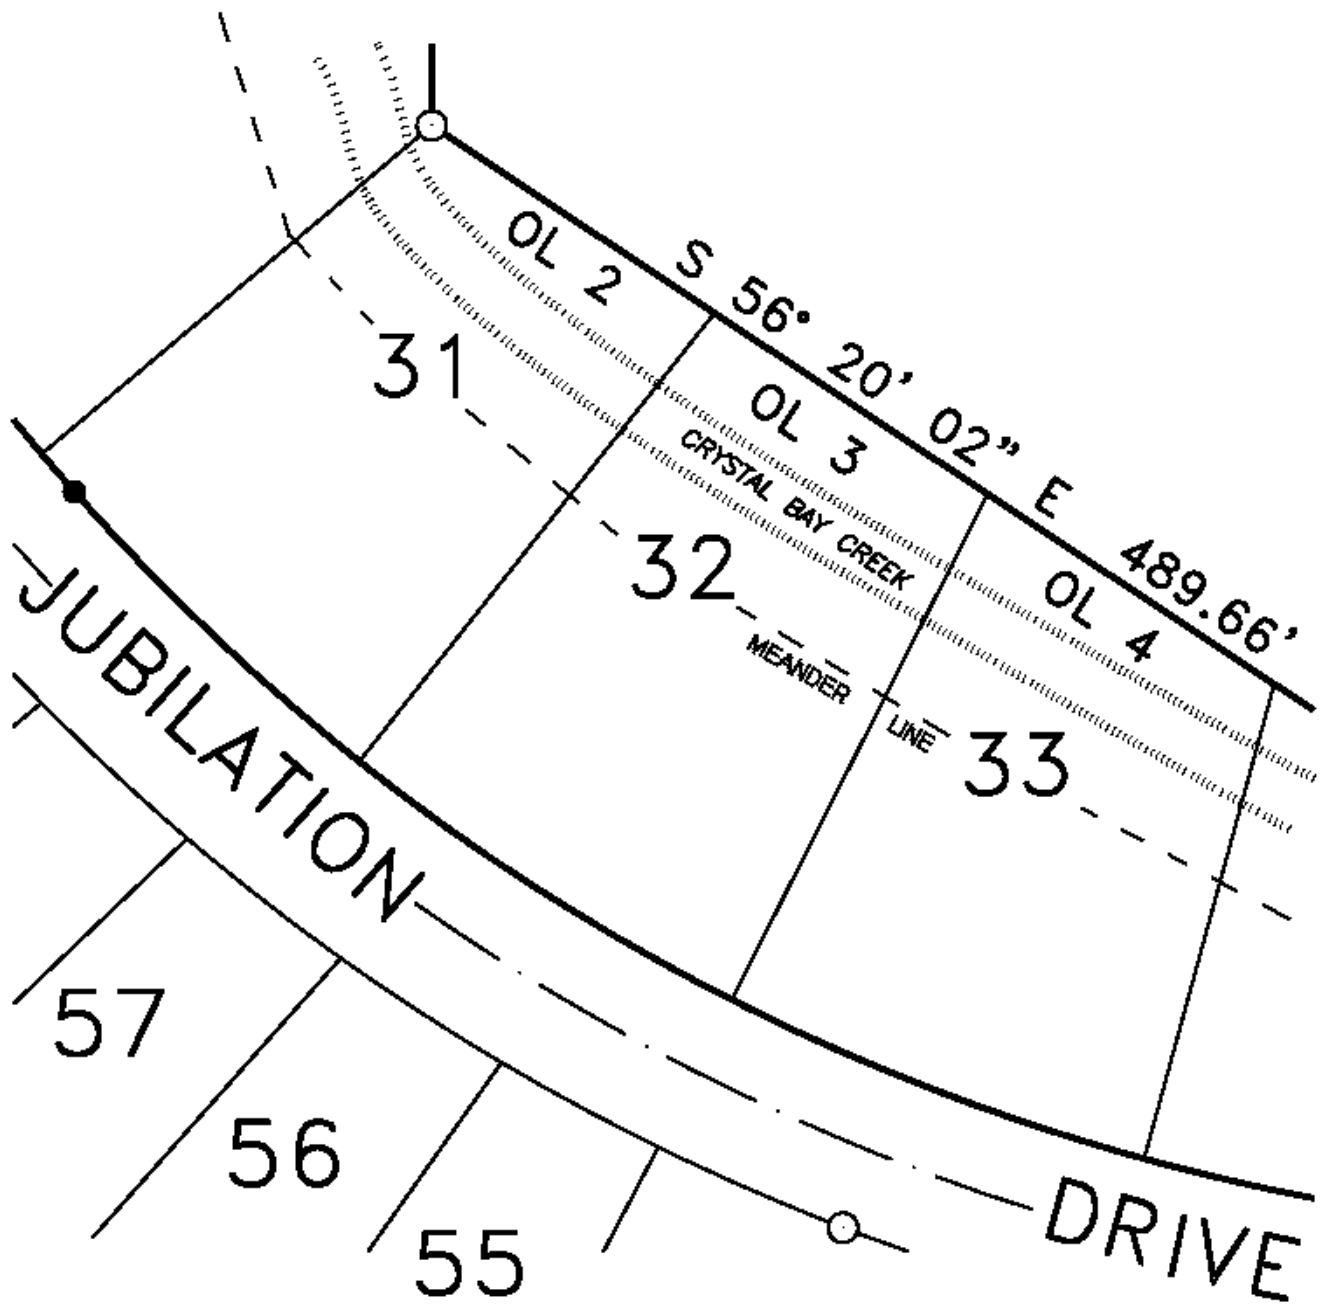 OL 2
S 56° 20’ 02” E 489.66’
31
OL 3
CRYSTAL BAY CREEK
32
OL 4
MEANDER LINE
33
JUBILATION DRIVE
57
56
55